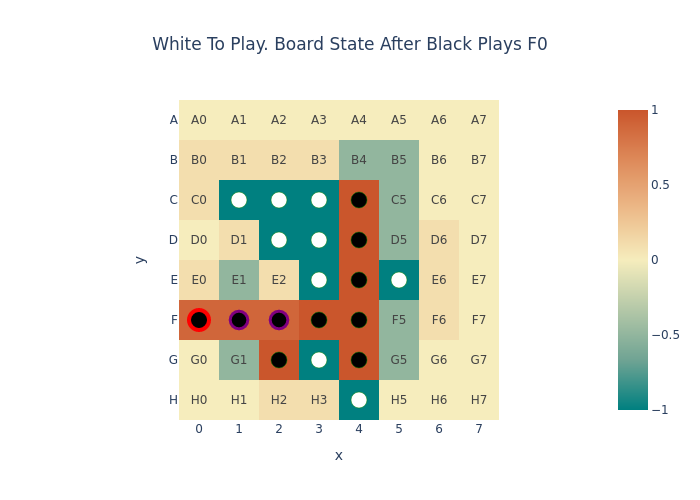 White To Play. Board State After Black Plays F0
A A0 A1 A2 A3 A4 A5 A6 A7 1
B B0 B1 B2 B3 B4 B5 B6 B7
0.5
C C0 C5 C6 C7
D D0 D1 D5 D6 D7
y 0
E E0 E1 E2 E6 E7
F F5 F6 F7
−0.5
G G0 G1 G5 G6 G7
H H0 H1 H2 H3 H5 H6 H7 −1
0 1 2 3 4 5 6 7
x